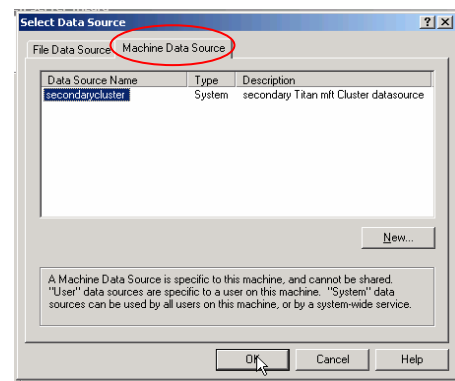 Select Data Source
File Data Source Machine Data Source
Data Source Name Type Description
secondarycluster System secondary Titan mft Cluster datasource
New...
A Machine Data Source is specific to this machine, and cannot be shared.
"User" data sources are specific to a user on this machine. "System" data
sources can be used by all users on this machine, or by a system-wide service.
OK Cancel Help